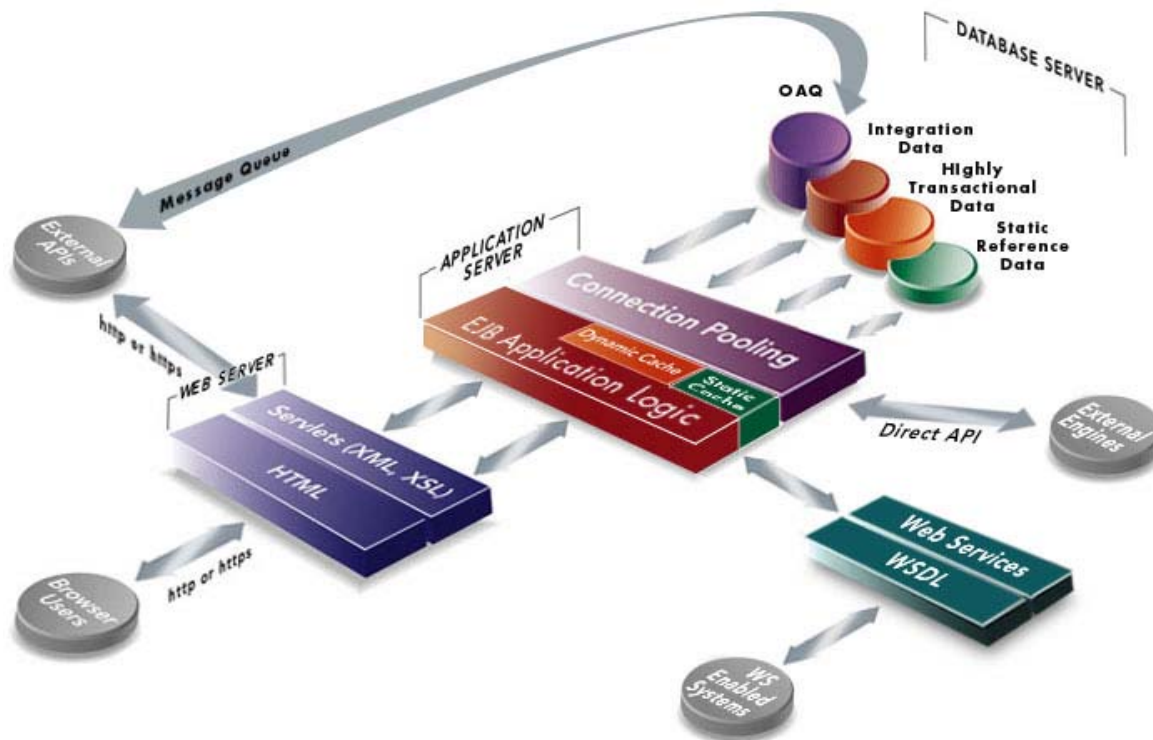 DATABASE SERVER
OAQ
Integration
Data
Highly
Transactional
Data
Static
Reference
Data
Message Queue
External
APIs
APPLICATION
SERVER
Connection Pooling
Dynamic Cache
Static
Cache
EJB Application Logic
http or https
WEB SERVER
Servlets (XML, XSL)
HTML
Direct API
External
Engines
Web Services
WSDL
http or https
Browser
Users
WS
Enabled
Systems